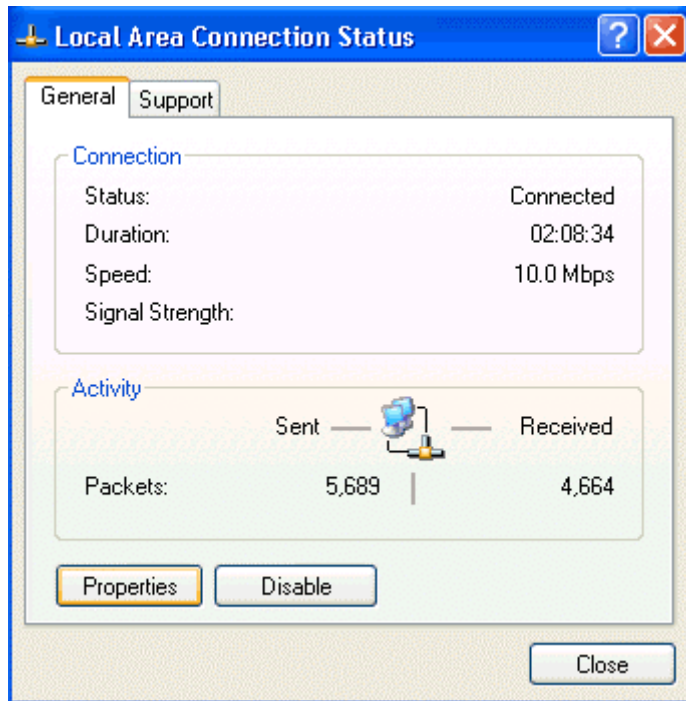 Local Area Connection Status ?
General Support
Connection
Status: Connected
Duration: 02:08:34
Speed: 10.0 Mbps
Signal Strength:
Activity
Sent Received
Packets: 5,689 4,664
Properties Disable
Close